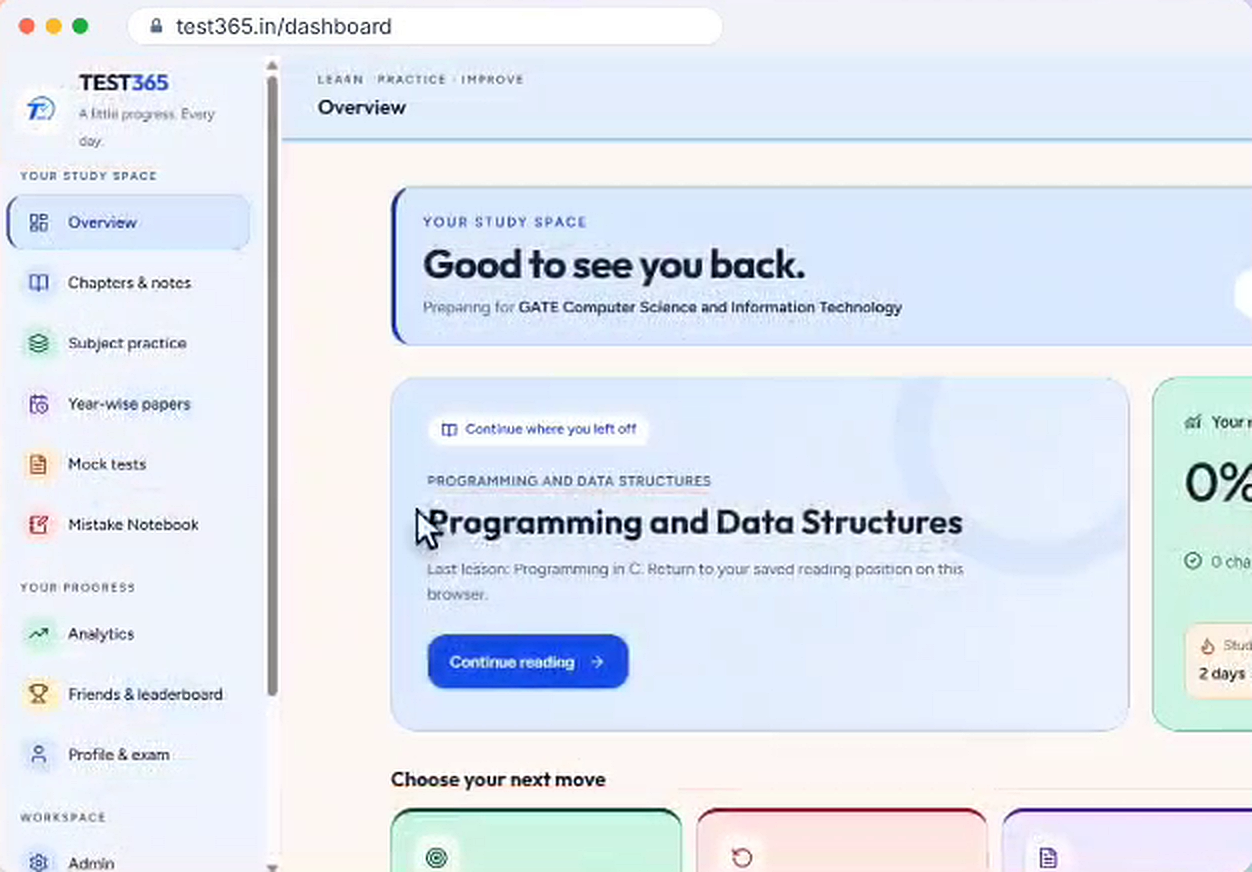 test365.in/dashboard
TEST365
A little progress. Every
day.
YOUR STUDY SPACE
Overview
Chapters & notes
Subject practice
Year-wise papers
Mock tests
Mistake Notebook
YOUR PROGRESS
Analytics
Friends & leaderboard
Profile & exam
WORKSPACE
Admin
LEARN · PRACTICE · IMPROVE
Overview
YOUR STUDY SPACE
Good to see you back.
Preparing for GATE Computer Science and Information Technology
Continue where you left off
PROGRAMMING AND DATA STRUCTURES
Programming and Data Structures
Last lesson: Programming in C. Return to your saved reading position on this
browser.
Continue reading →
Your
0%
0
2 days
Choose your next move